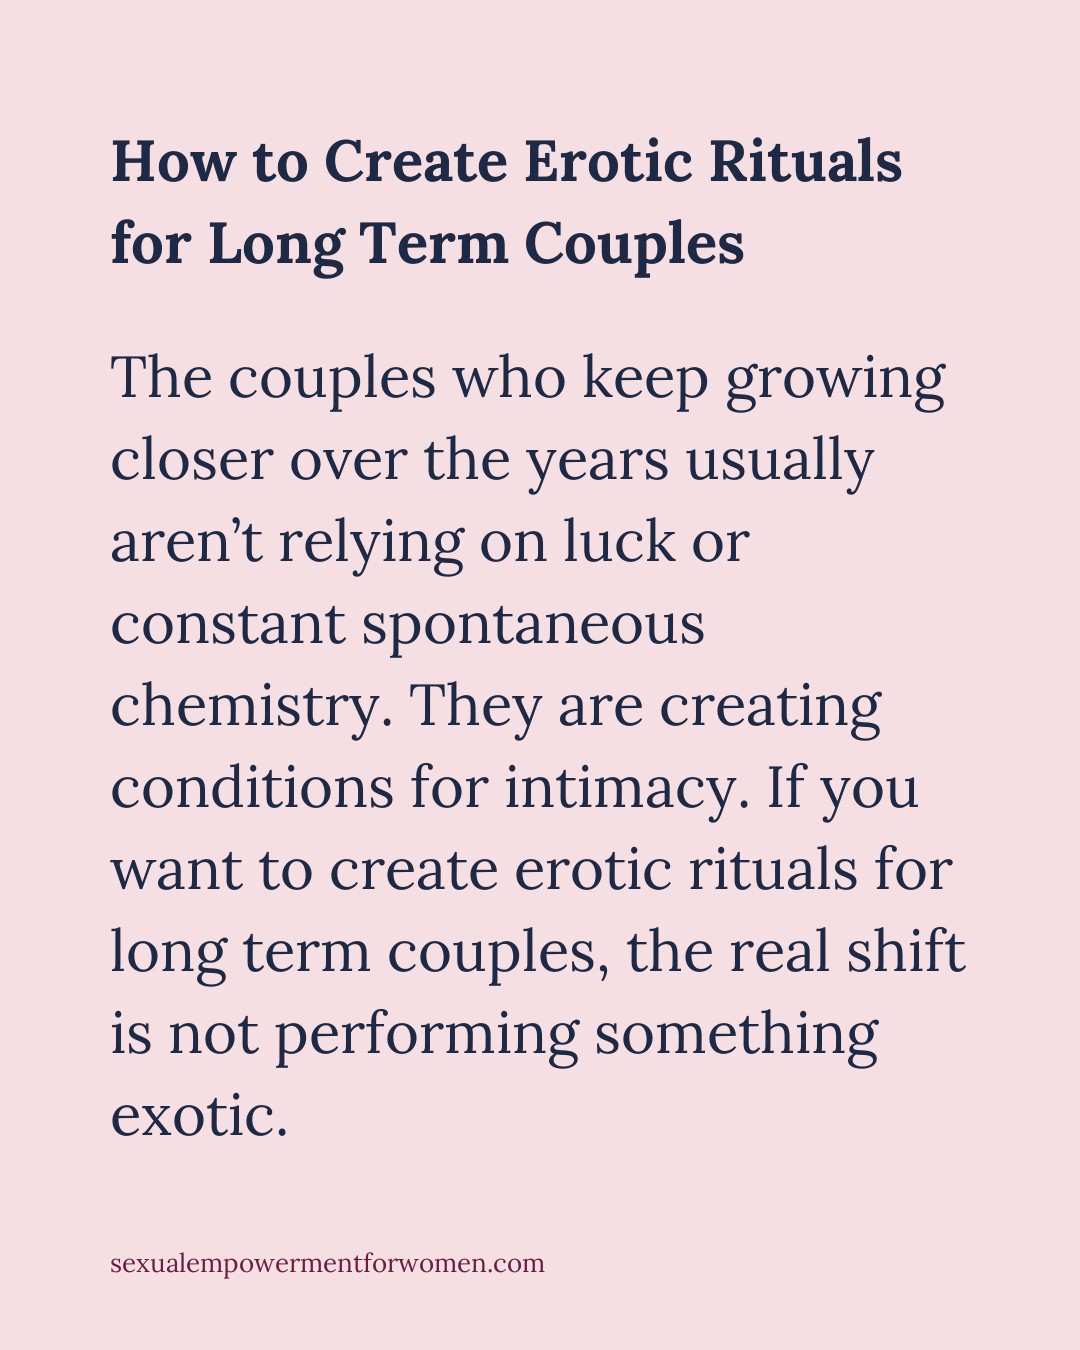 How to Create Erotic Rituals
for Long Term Couples
The couples who keep growing
closer over the years usually
aren’t relying on luck or
constant spontaneous
chemistry. They are creating
conditions for intimacy. If you
want to create erotic rituals for
long term couples, the real shift
is not performing something
exotic.
sexualempowermentforwomen.com